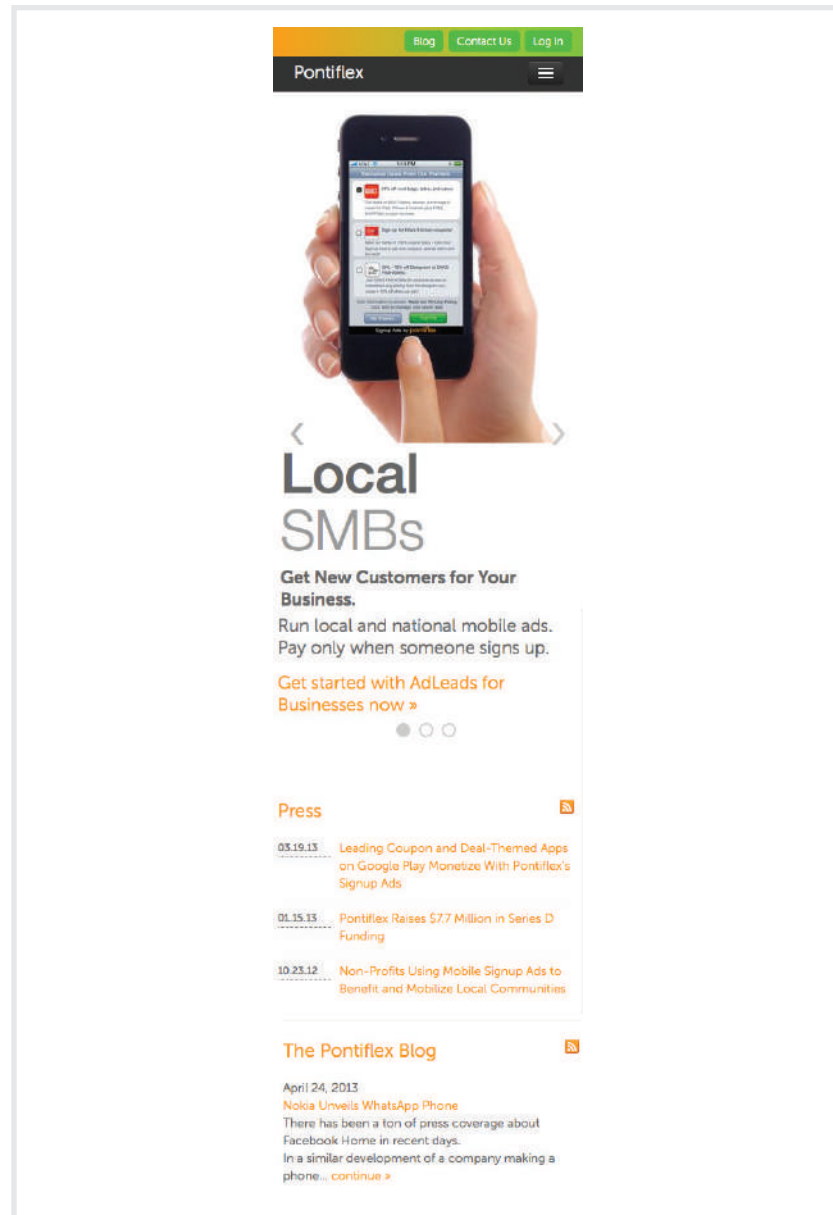 Blog Contact Us Log In
Pontiflex
Local
SMBs
Get New Customers for Your
Business.
Run local and national mobile ads.
Pay only when someone signs up.
Get started with AdLeads for
Businesses now »
Press
03.19.13 Leading Coupon and Deal-Themed Apps
on Google Play Monetize With Pontiflex's
Signup Ads
01.15.13 Pontiflex Raises $7.7 Million in Series D
Funding
10.23.12 Non-Profits Using Mobile Signup Ads to
Benefit and Mobilize Local Communities
The Pontiflex Blog
April 24, 2013
Nokia Unveils WhatsApp Phone
There has been a ton of press coverage about
Facebook Home in recent days.
In a similar development of a company making a
phone... continue »